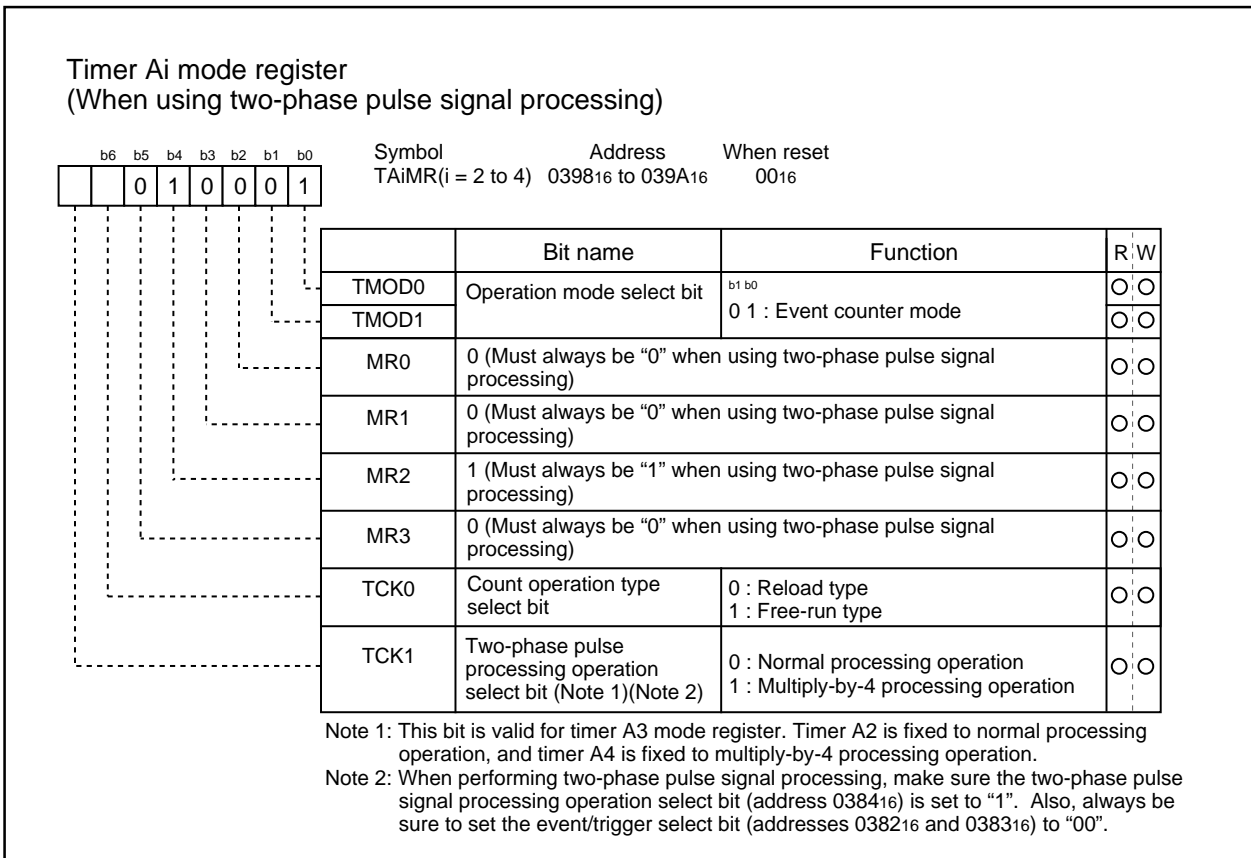 Timer Ai mode register
(When using two-phase pulse signal processing)
b6 b5 b4 b3 b2 b1 b0
0 1 0 0 0 1
Symbol Address When reset
TAiMR(i = 2 to 4) 039816 to 039A16 0016
Bit name Function R W
TMOD0 Operation mode select bit b1 b0
TMOD1 0 1 : Event counter mode
MR0 0 (Must always be “0” when using two-phase pulse signal
processing)
MR1 0 (Must always be “0” when using two-phase pulse signal
processing)
MR2 1 (Must always be “1” when using two-phase pulse signal
processing)
MR3 0 (Must always be “0” when using two-phase pulse signal
processing)
TCK0 Count operation type
select bit
0 : Reload type
1 : Free-run type
TCK1 Two-phase pulse
processing operation
select bit (Note 1)(Note 2)
0 : Normal processing operation
1 : Multiply-by-4 processing operation
Note 1: This bit is valid for timer A3 mode register. Timer A2 is fixed to normal processing
operation, and timer A4 is fixed to multiply-by-4 processing operation.
Note 2: When performing two-phase pulse signal processing, make sure the two-phase pulse
signal processing operation select bit (address 038416) is set to “1”. Also, always be
sure to set the event/trigger select bit (addresses 038216 and 038316) to “00”.